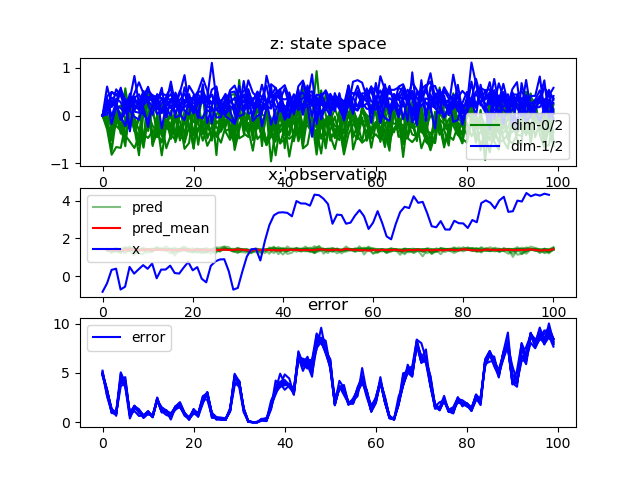 z: state space
1
0
−1
dim-0/2
dim-1/2
0 20 40 60 80 100
x: observation
4
2
0
pred
pred_mean
x
0 20 40 60 80 100
error
10
5
0
error
0 20 40 60 80 100